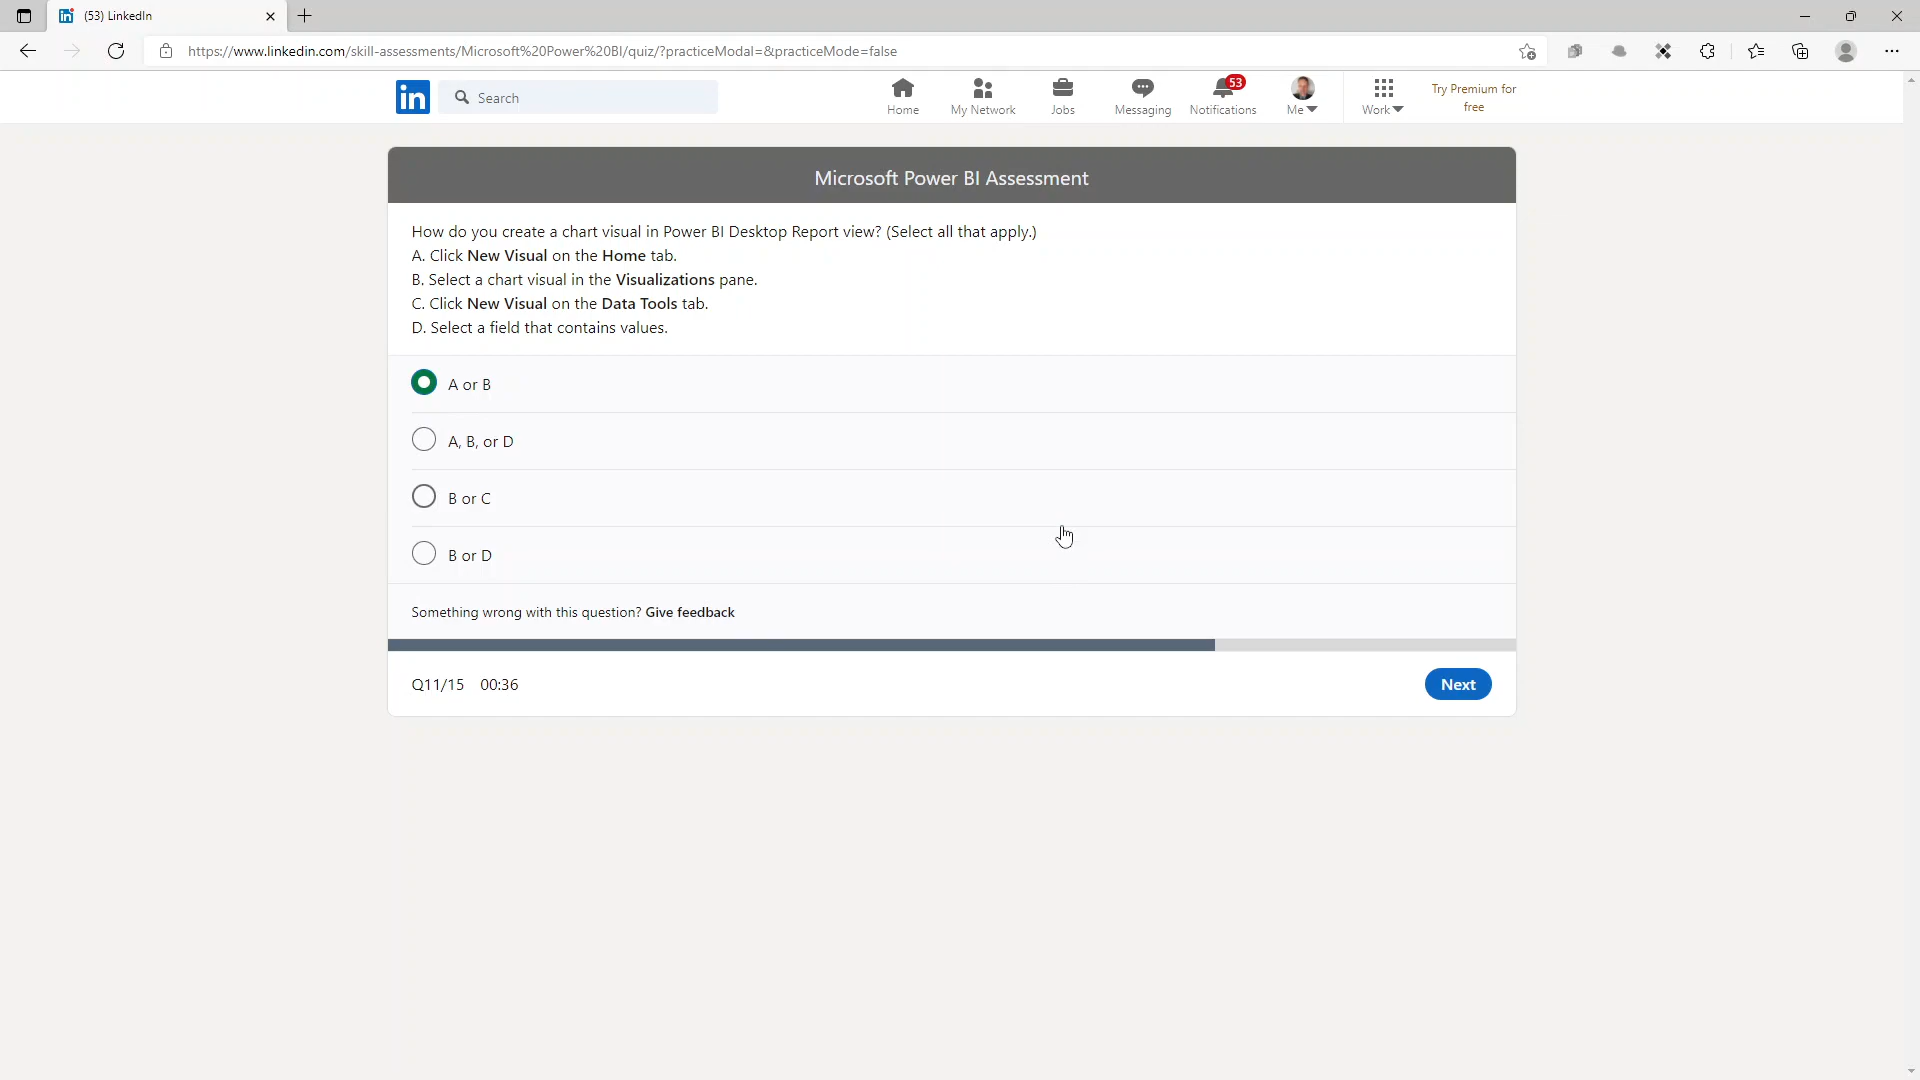 (53) LinkedIn
https://www.linkedin.com/skill-assessments/Microsoft%20Power%20BI/quiz/?practiceModal=&practiceMode=false
in
Search
Home
My Network
Jobs
Messaging
53
Notifications
Me
Work
Try Premium for
free
Microsoft Power BI Assessment
How do you create a chart visual in Power BI Desktop Report view? (Select all that apply.)
A. Click New Visual on the Home tab.
B. Select a chart visual in the Visualizations pane.
C. Click New Visual on the Data Tools tab.
D. Select a field that contains values.
A or B
A, B, or D
B or C
B or D
Something wrong with this question? Give feedback
Q11/15 00:36
Next